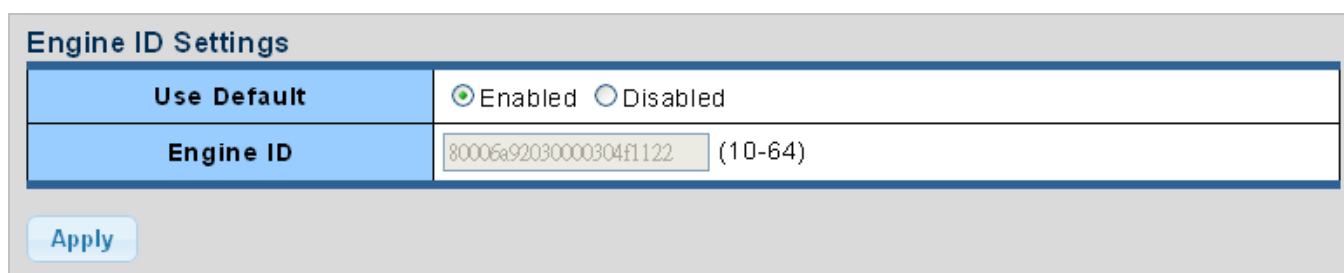 Engine ID Settings
Use Default Enabled Disabled
Engine ID 80006a92030000304f1122 (10-64)
Apply